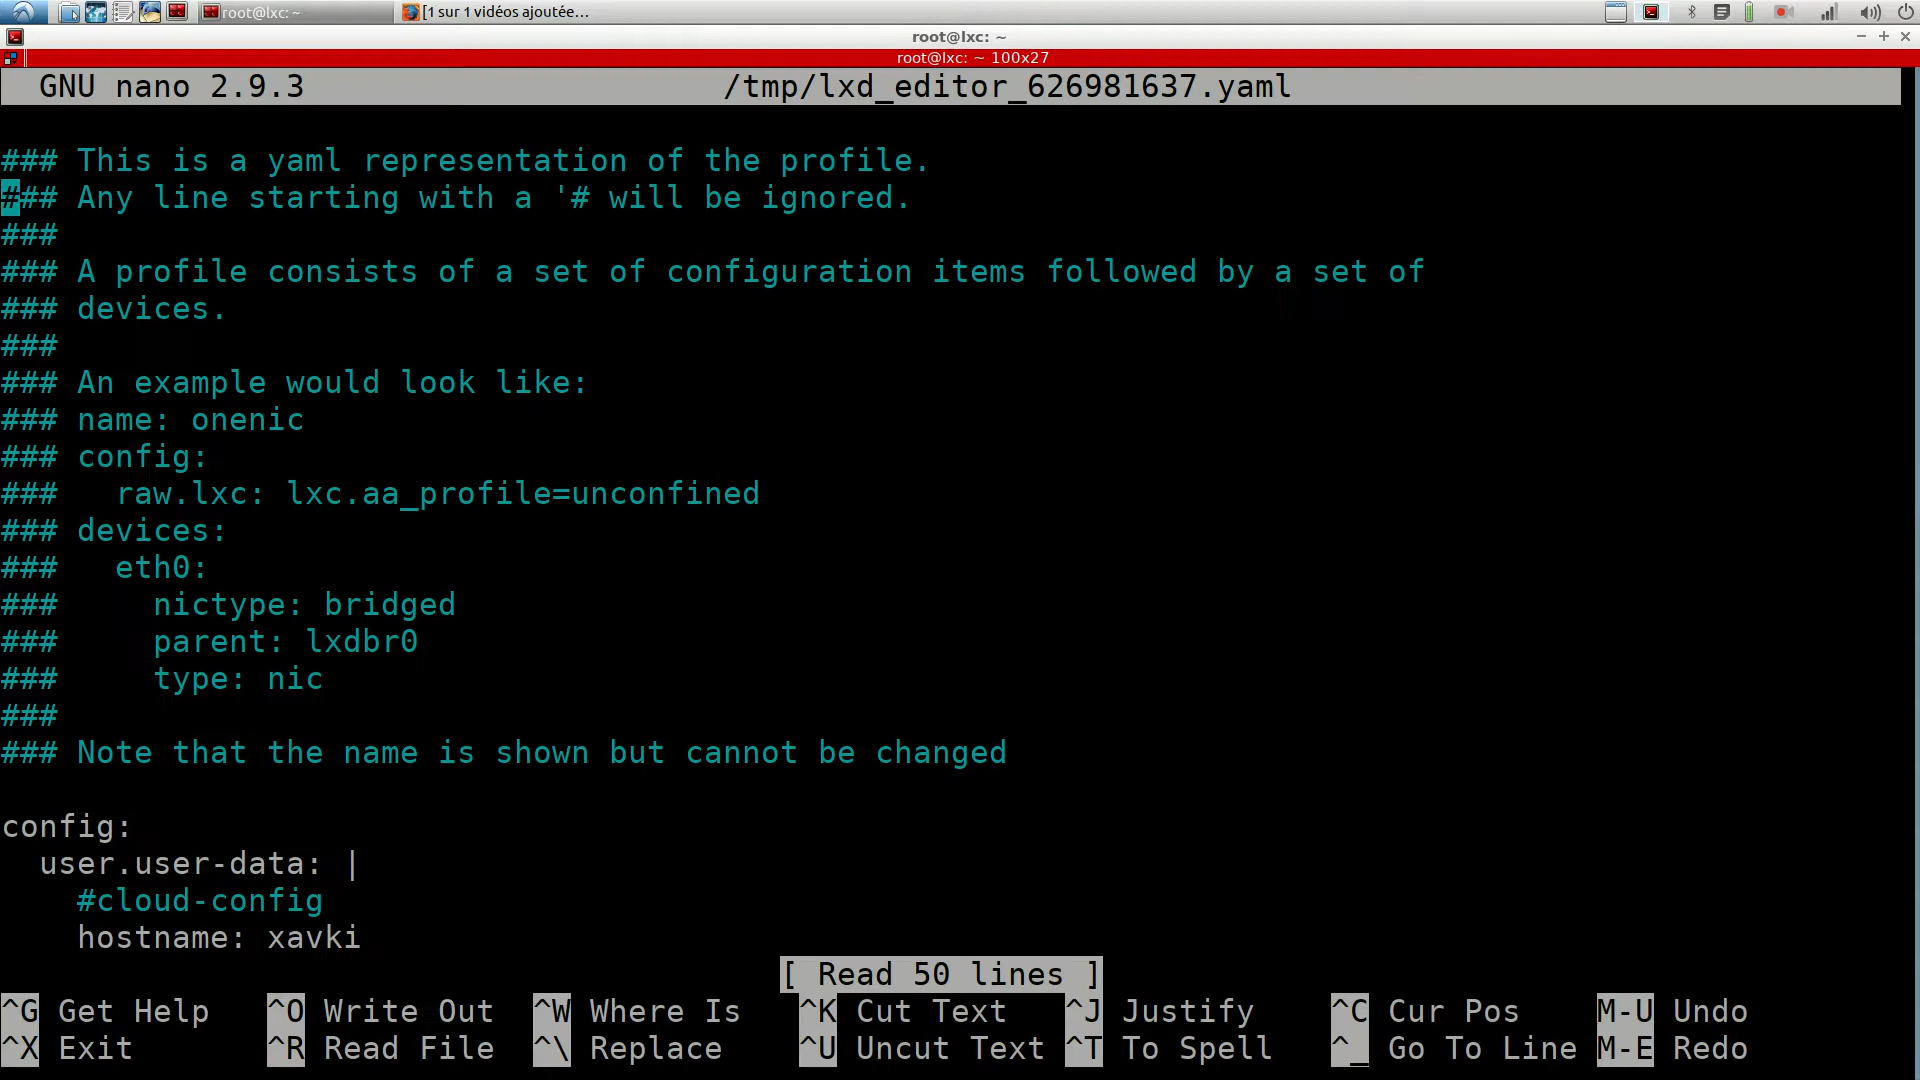 root@lxc: ~
[1 sur 1 vidéos ajoutée...
root@lxc: ~
root@lxc: ~ 100x27
GNU nano 2.9.3 /tmp/lxd_editor_626981637.yaml
### This is a yaml representation of the profile.
### Any line starting with a '# will be ignored.
###
### A profile consists of a set of configuration items followed by a set of
### devices.
###
### An example would look like:
### name: onenic
### config:
###   raw.lxc: lxc.aa_profile=unconfined
### devices:
###   eth0:
###     nictype: bridged
###     parent: lxdbr0
###     type: nic
###
### Note that the name is shown but cannot be changed
config:
  user.user-data: |
    #cloud-config
    hostname: xavki
[ Read 50 lines ]
^G Get Help ^O Write Out ^W Where Is ^K Cut Text ^J Justify ^C Cur Pos M-U Undo
^X Exit ^R Read File ^\ Replace ^U Uncut Text ^T To Spell ^_ Go To Line M-E Redo